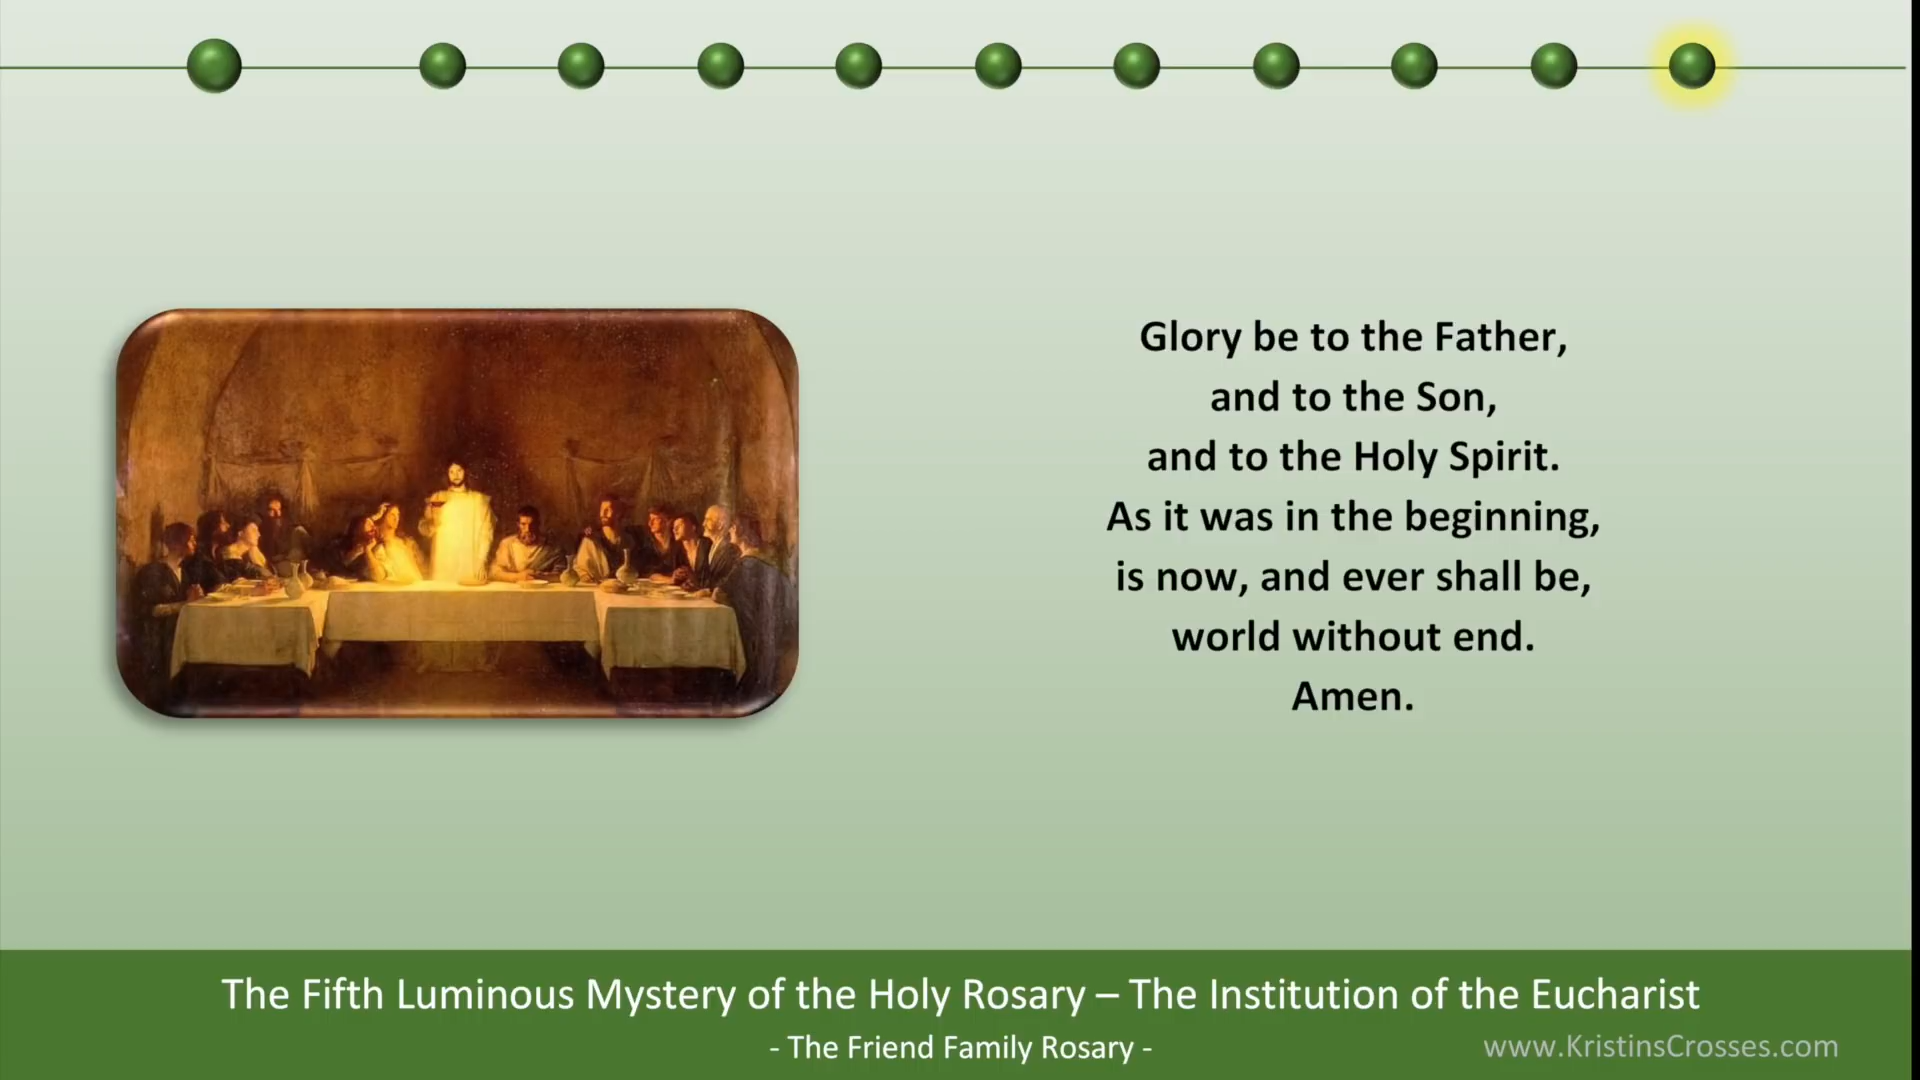 Glory be to the Father,
and to the Son,
and to the Holy Spirit.
As it was in the beginning,
is now, and ever shall be,
world without end.
Amen.
The Fifth Luminous Mystery of the Holy Rosary – The Institution of the Eucharist
- The Friend Family Rosary -
www.KristinsCrosses.com